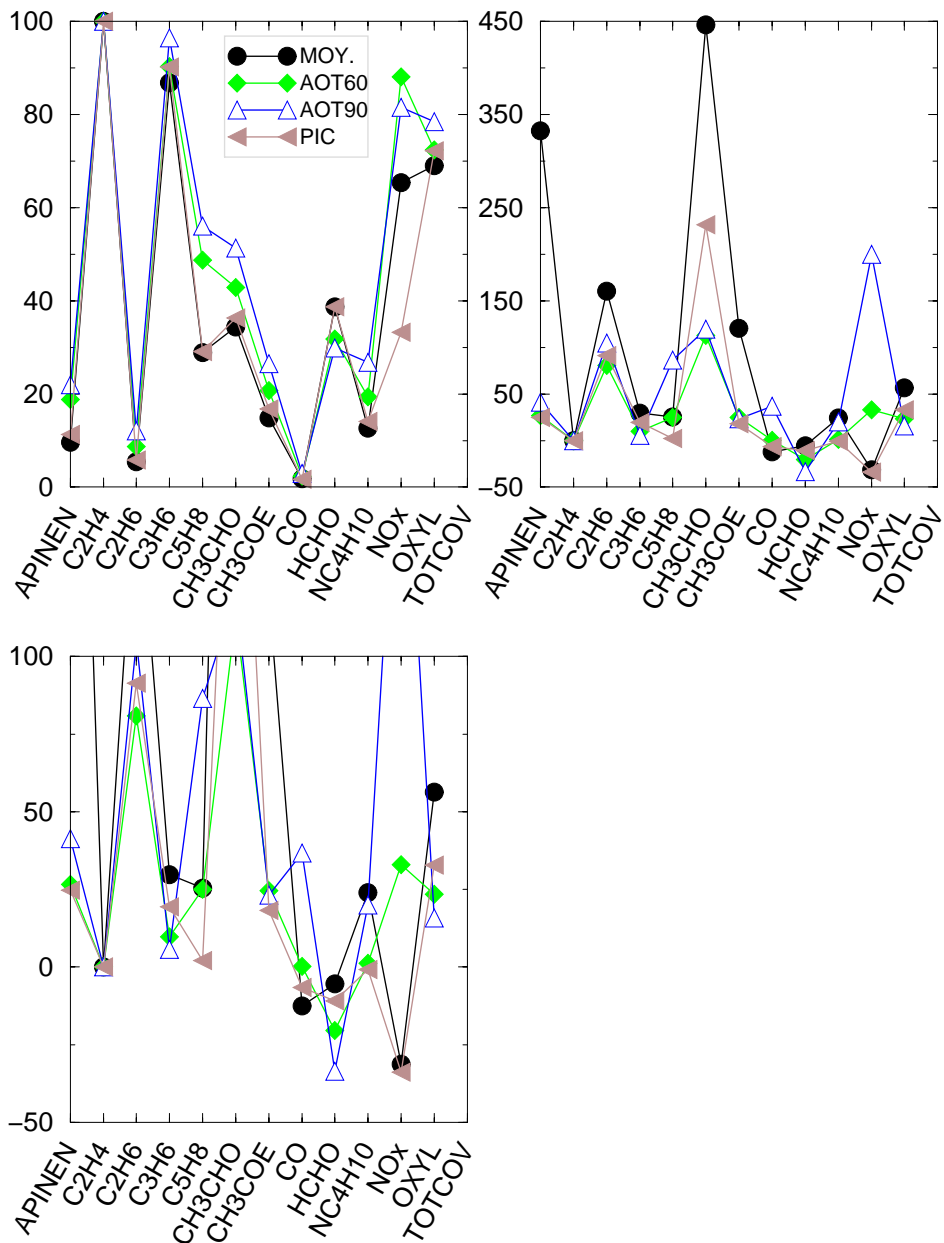 100
80
60
40
20
0
MOY.
AOT60
AOT90
PIC
APINEN
C2H4
C2H6
C3H6
C5H8
CH3CHO
CH3COE
CO
HCHO
NC4H10
NOX
OXYL
TOTCOV
450
350
250
150
50
−50
APINEN
C2H4
C2H6
C3H6
C5H8
CH3CHO
CH3COE
CO
HCHO
NC4H10
NOX
OXYL
TOTCOV
100
50
0
−50
APINEN
C2H4
C2H6
C3H6
C5H8
CH3CHO
CH3COE
CO
HCHO
NC4H10
NOX
OXYL
TOTCOV